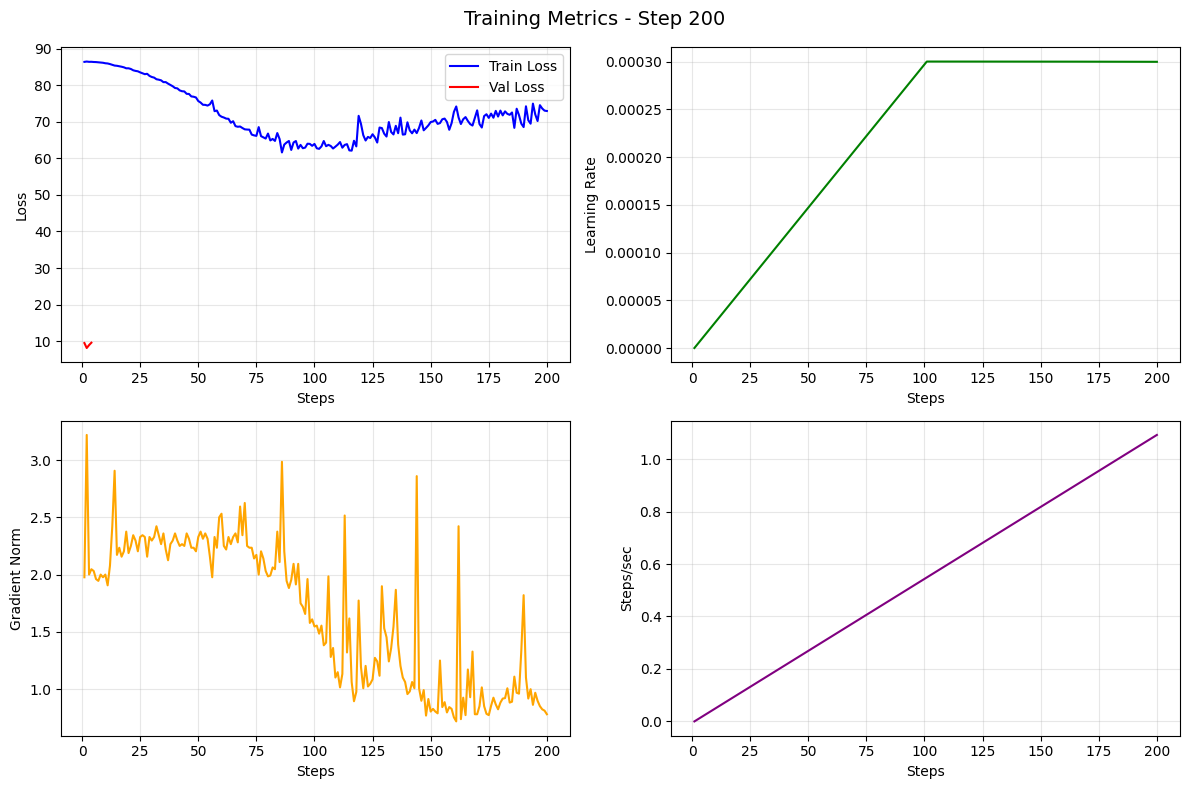 Training Metrics - Step 200
90
80
70
60
50
40
30
20
10
Loss
Train Loss
Val Loss
0 25 50 75 100 125 150 175 200
Steps
0.00030
0.00025
0.00020
0.00015
0.00010
0.00005
0.00000
Learning Rate
0 25 50 75 100 125 150 175 200
Steps
3.0
2.5
2.0
1.5
1.0
Gradient Norm
0 25 50 75 100 125 150 175 200
Steps
1.0
0.8
0.6
0.4
0.2
0.0
Steps/sec
0 25 50 75 100 125 150 175 200
Steps